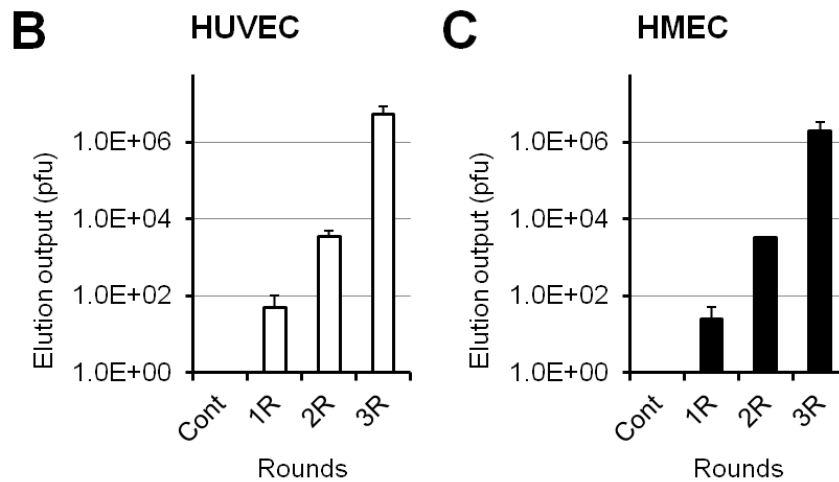 B HUVEC
Elution output (pfu)
1.0E+06
1.0E+04
1.0E+02
1.0E+00
Cont 1R 2R 3R
Rounds
C HMEC
Elution output (pfu)
1.0E+06
1.0E+04
1.0E+02
1.0E+00
Cont 1R 2R 3R
Rounds